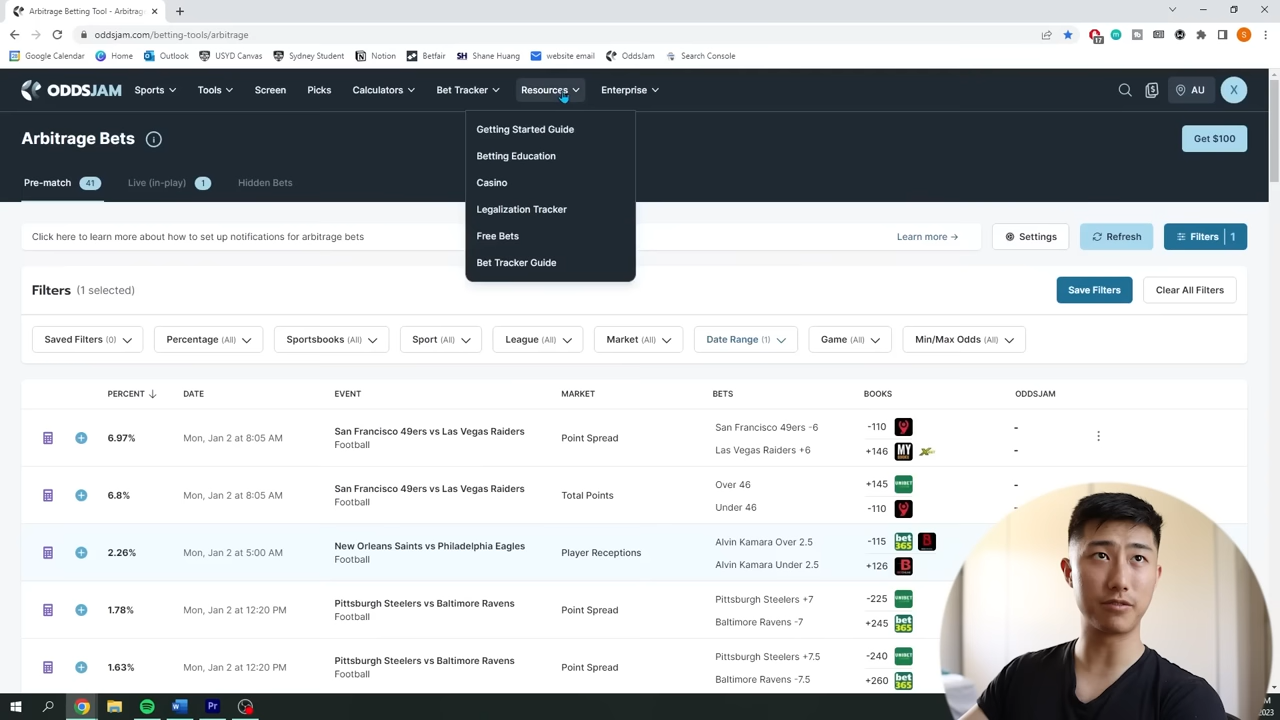 Arbitrage Betting Tool - Arbitrag
oddsjam.com/betting-tools/arbitrage
Google Calendar Home Outlook USYD Canvas Sydney Student Notion Betfair Shane Huang website email OddsJam Search Console
ODDSJAM Sports Tools Screen Picks Calculators Bet Tracker Resources Enterprise AU X
Getting Started Guide
Betting Education
Casino
Legalization Tracker
Free Bets
Bet Tracker Guide
Arbitrage Bets
Get $100
Pre-match 41 Live (in-play) 1 Hidden Bets
Click here to learn more about how to set up notifications for arbitrage bets Learn more → Settings Refresh Filters 1
Filters (1 selected) Save Filters Clear All Filters
Saved Filters (0) Percentage (All) Sportsbooks (All) Sport (All) League (All) Market (All) Date Range (1) Game (All) Min/Max Odds (All)
PERCENT ↓ DATE EVENT MARKET BETS BOOKS ODDSJAM
6.97% Mon, Jan 2 at 8:05 AM San Francisco 49ers vs Las Vegas Raiders Point Spread San Francisco 49ers -6 -110 -
Football Las Vegas Raiders +6 +146 MY -
6.8% Mon, Jan 2 at 8:05 AM San Francisco 49ers vs Las Vegas Raiders Total Points Over 46 +145 UNIBET -
Football Under 46 -110 -
2.26% Mon, Jan 2 at 5:00 AM New Orleans Saints vs Philadelphia Eagles Player Receptions Alvin Kamara Over 2.5 -115 bet365 B
Football Alvin Kamara Under 2.5 +126 B
1.78% Mon, Jan 2 at 12:20 PM Pittsburgh Steelers vs Baltimore Ravens Point Spread Pittsburgh Steelers +7 -225 UNIBET
Football Baltimore Ravens -7 +245 bet365
1.63% Mon, Jan 2 at 12:20 PM Pittsburgh Steelers vs Baltimore Ravens Point Spread Pittsburgh Steelers +7.5 -240 UNIBET
Football Baltimore Ravens -7.5 +260 bet365